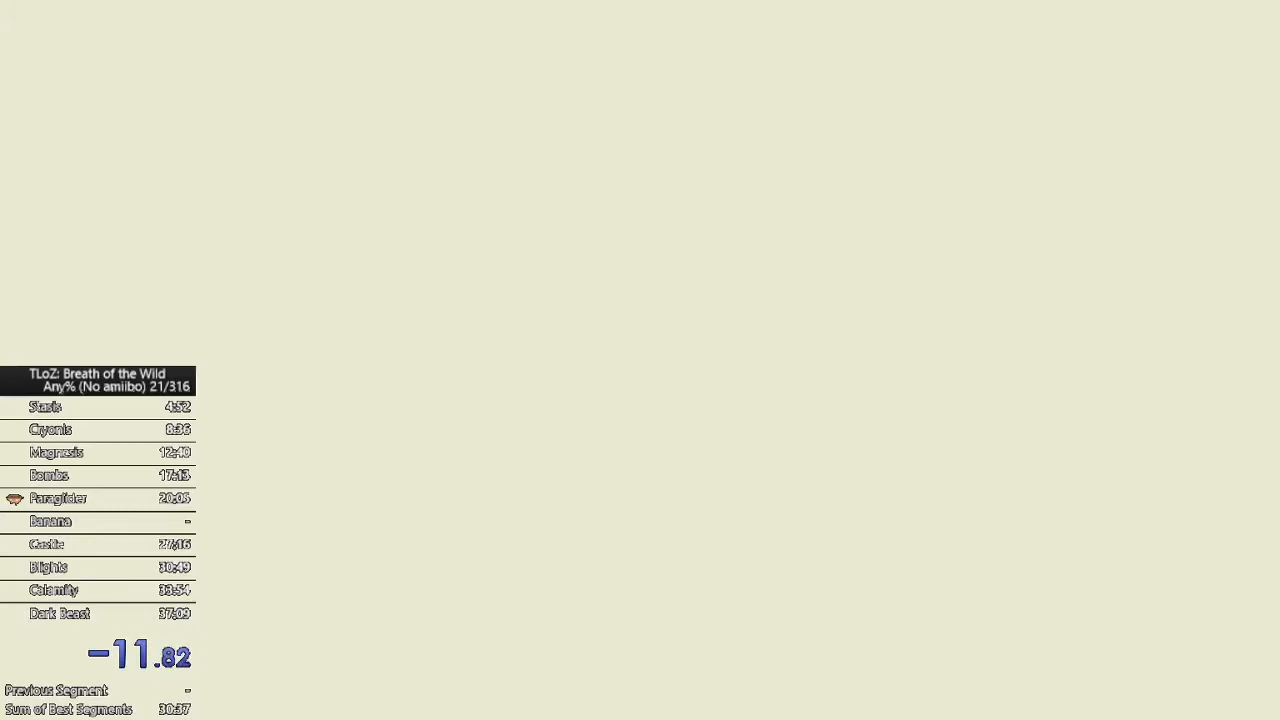 TLoZ: Breath of the Wild
Any% (No amiibo) 21/316
Stasis 4:52
Cryonis 8:36
Magnesis 12:40
Bombs 17:13
Paraglider 20:05
Banana -
Castle 27:16
Blights 30:49
Calamity 33:54
Dark Beast 37:09
-11.82
Previous Segment -
Sum of Best Segments 30:37